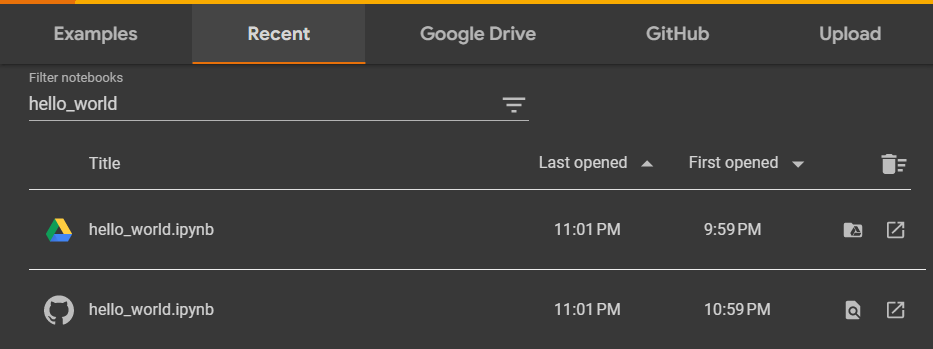 Examples Recent Google Drive GitHub Upload
Filter notebooks
hello_world
Title Last opened First opened
hello_world.ipynb 11:01 PM 9:59 PM
hello_world.ipynb 11:01 PM 10:59 PM